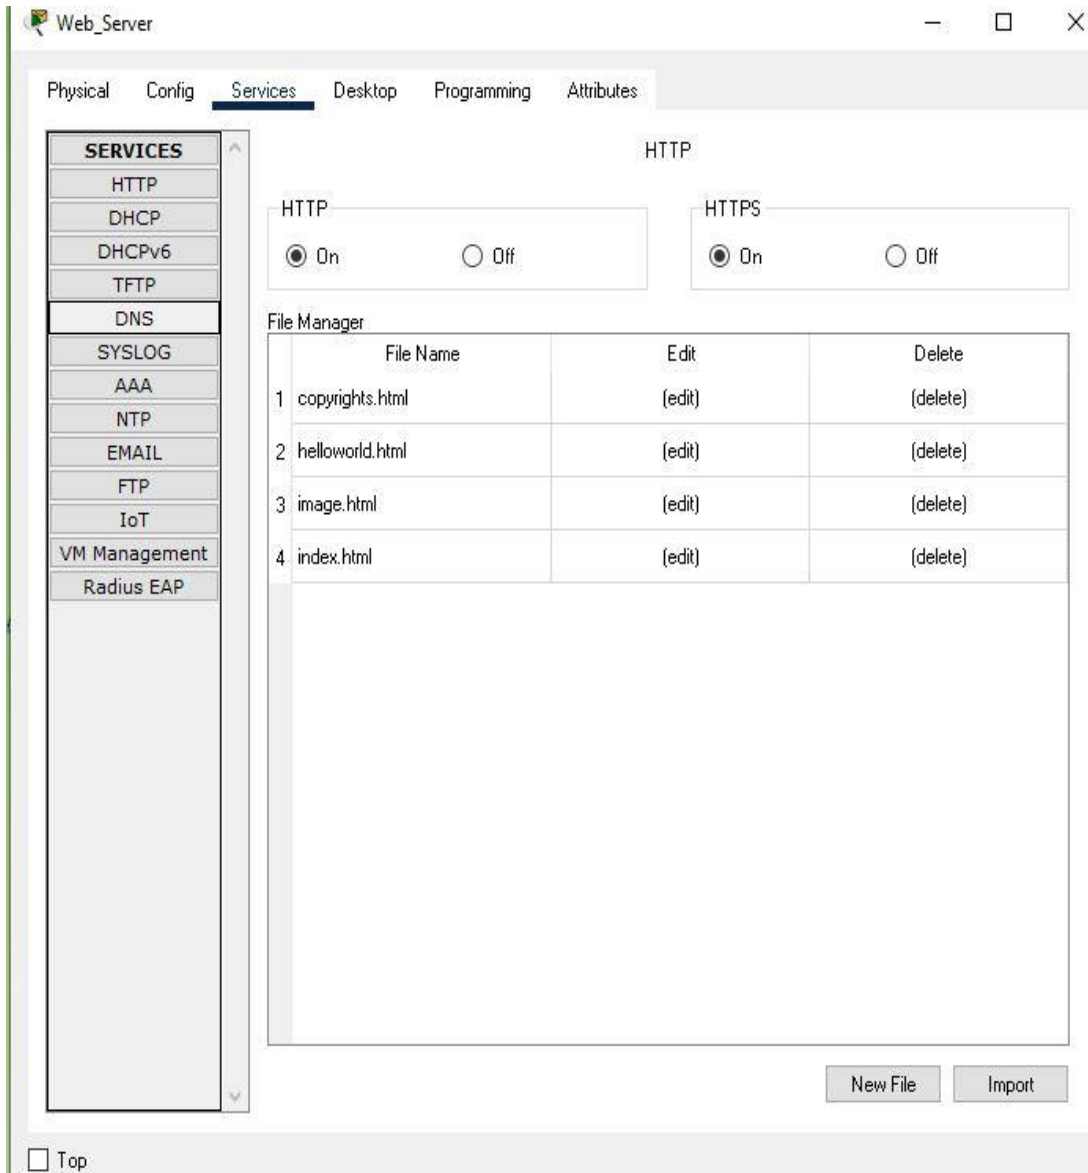 Web_Server
Physical Config Services Desktop Programming Attributes
SERVICES
HTTP
DHCP
DHCPv6
TFTP
DNS
SYSLOG
AAA
NTP
EMAIL
FTP
IoT
VM Management
Radius EAP
HTTP
HTTP
On Off
HTTPS
On Off
File Manager
File Name Edit Delete
1 copyrights.html (edit) (delete)
2 helloworld.html (edit) (delete)
3 image.html (edit) (delete)
4 index.html (edit) (delete)
New File Import
Top